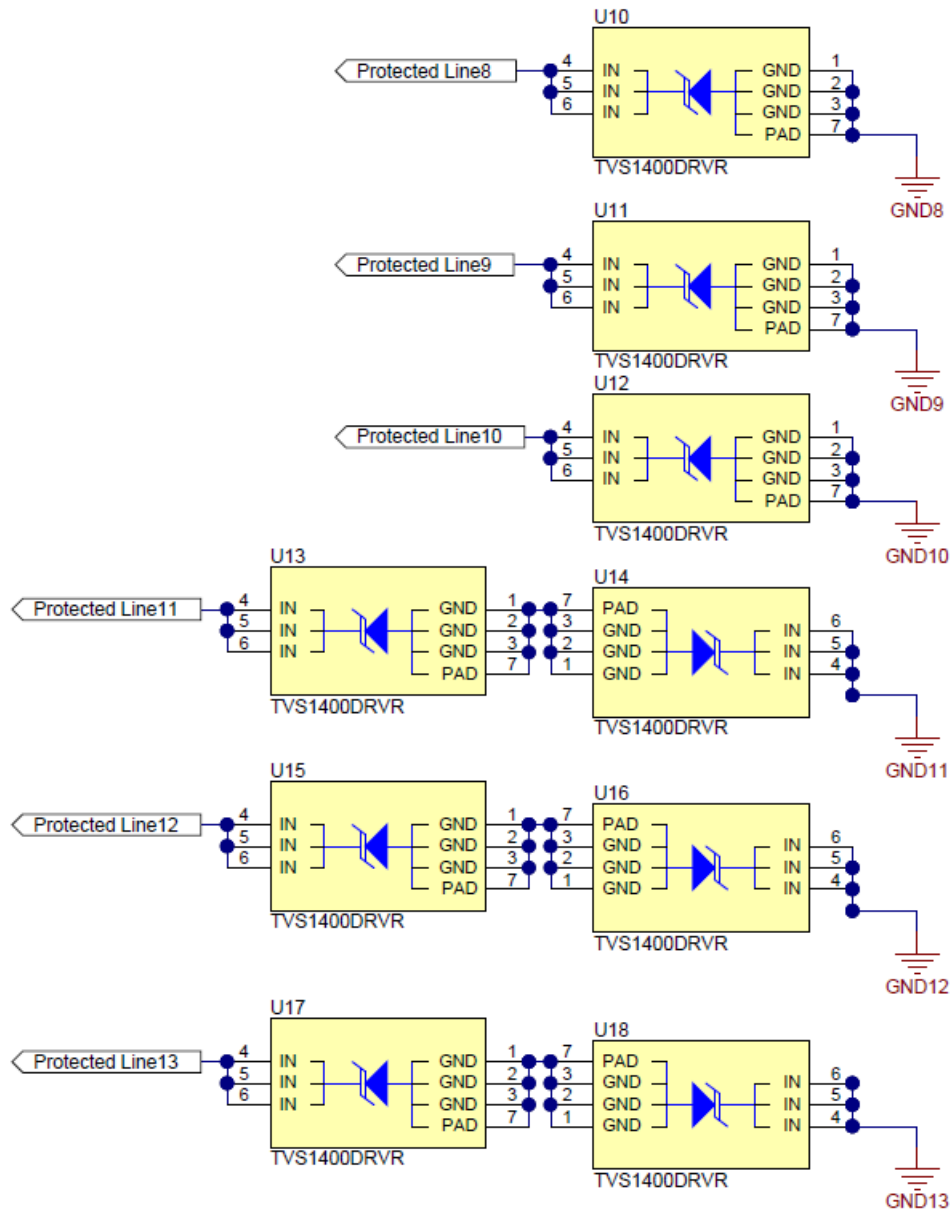 U10
Protected Line8 4 IN GND 1
5 IN GND 2
6 IN GND 3
PAD 7
TVS1400DRVR
GND8
U11
Protected Line9 4 IN GND 1
5 IN GND 2
6 IN GND 3
PAD 7
TVS1400DRVR
GND9
U12
Protected Line10 4 IN GND 1
5 IN GND 2
6 IN GND 3
PAD 7
TVS1400DRVR
GND10
U13 U14
Protected Line11 4 IN GND 1 7 PAD
5 IN GND 2 3 GND IN 6
6 IN GND 3 2 GND IN 5
PAD 7 1 GND IN 4
TVS1400DRVR TVS1400DRVR
GND11
U15 U16
Protected Line12 4 IN GND 1 7 PAD
5 IN GND 2 3 GND IN 6
6 IN GND 3 2 GND IN 5
PAD 7 1 GND IN 4
TVS1400DRVR TVS1400DRVR
GND12
U17 U18
Protected Line13 4 IN GND 1 7 PAD
5 IN GND 2 3 GND IN 6
6 IN GND 3 2 GND IN 5
PAD 7 1 GND IN 4
TVS1400DRVR TVS1400DRVR
GND13